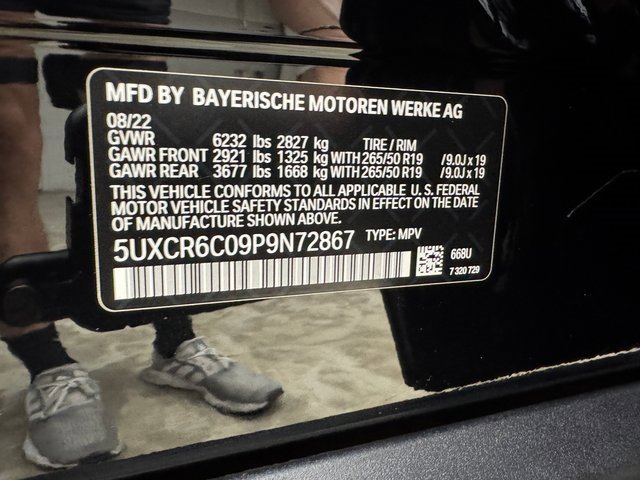 MFD BY BAYERISCHE MOTOREN WERKE AG
08/22
GVWR 6232 lbs 2827 kg TIRE / RIM
GAWR FRONT 2921 lbs 1325 kg WITH 265/50 R19 / 9.0J x 19
GAWR REAR 3677 lbs 1668 kg WITH 265/50 R19 / 9.0J x 19
THIS VEHICLE CONFORMS TO ALL APPLICABLE U.S. FEDERAL
MOTOR VEHICLE SAFETY STANDARDS IN EFFECT ON THE DATE
OF MANUFACTURE SHOWN ABOVE.
5UXCR6C09P9N72867 TYPE: MPV
668U
7 320 729